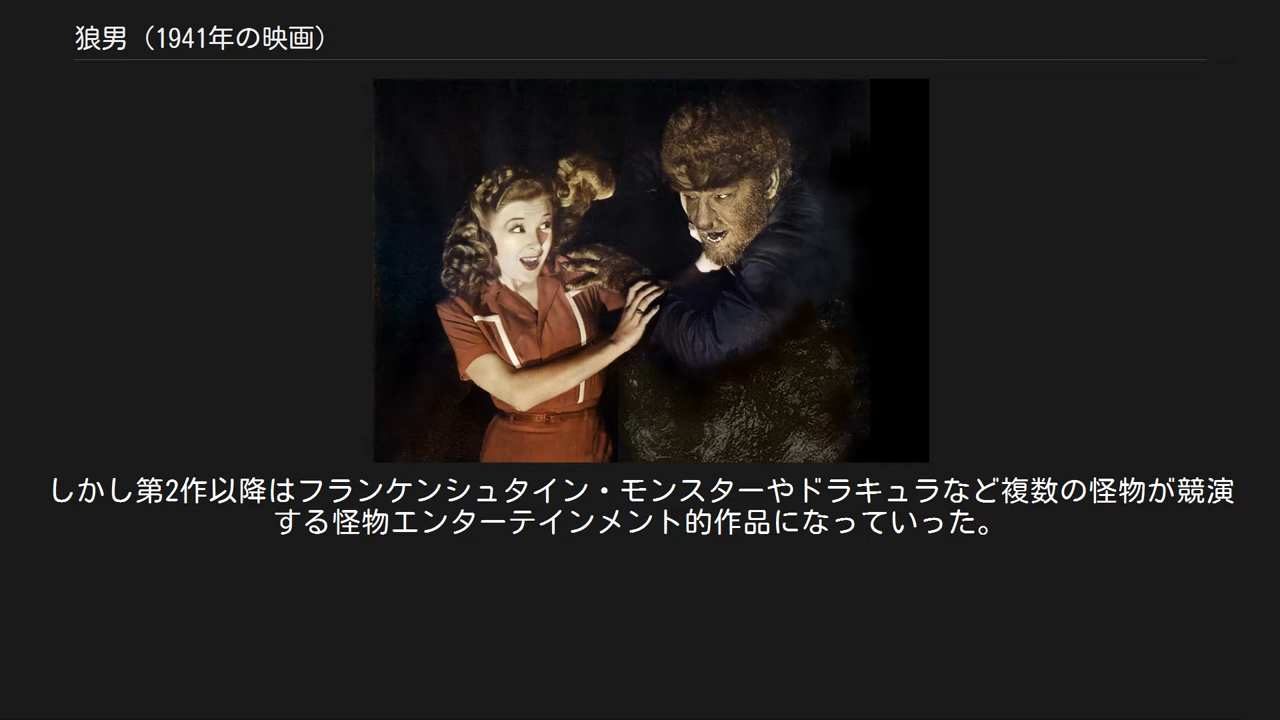 狼男（1941年の映画）
しかし第2作以降はフランケンシュタイン・モンスターやドラキュラなど複数の怪物が競演
する怪物エンターテインメント的作品になっていった。